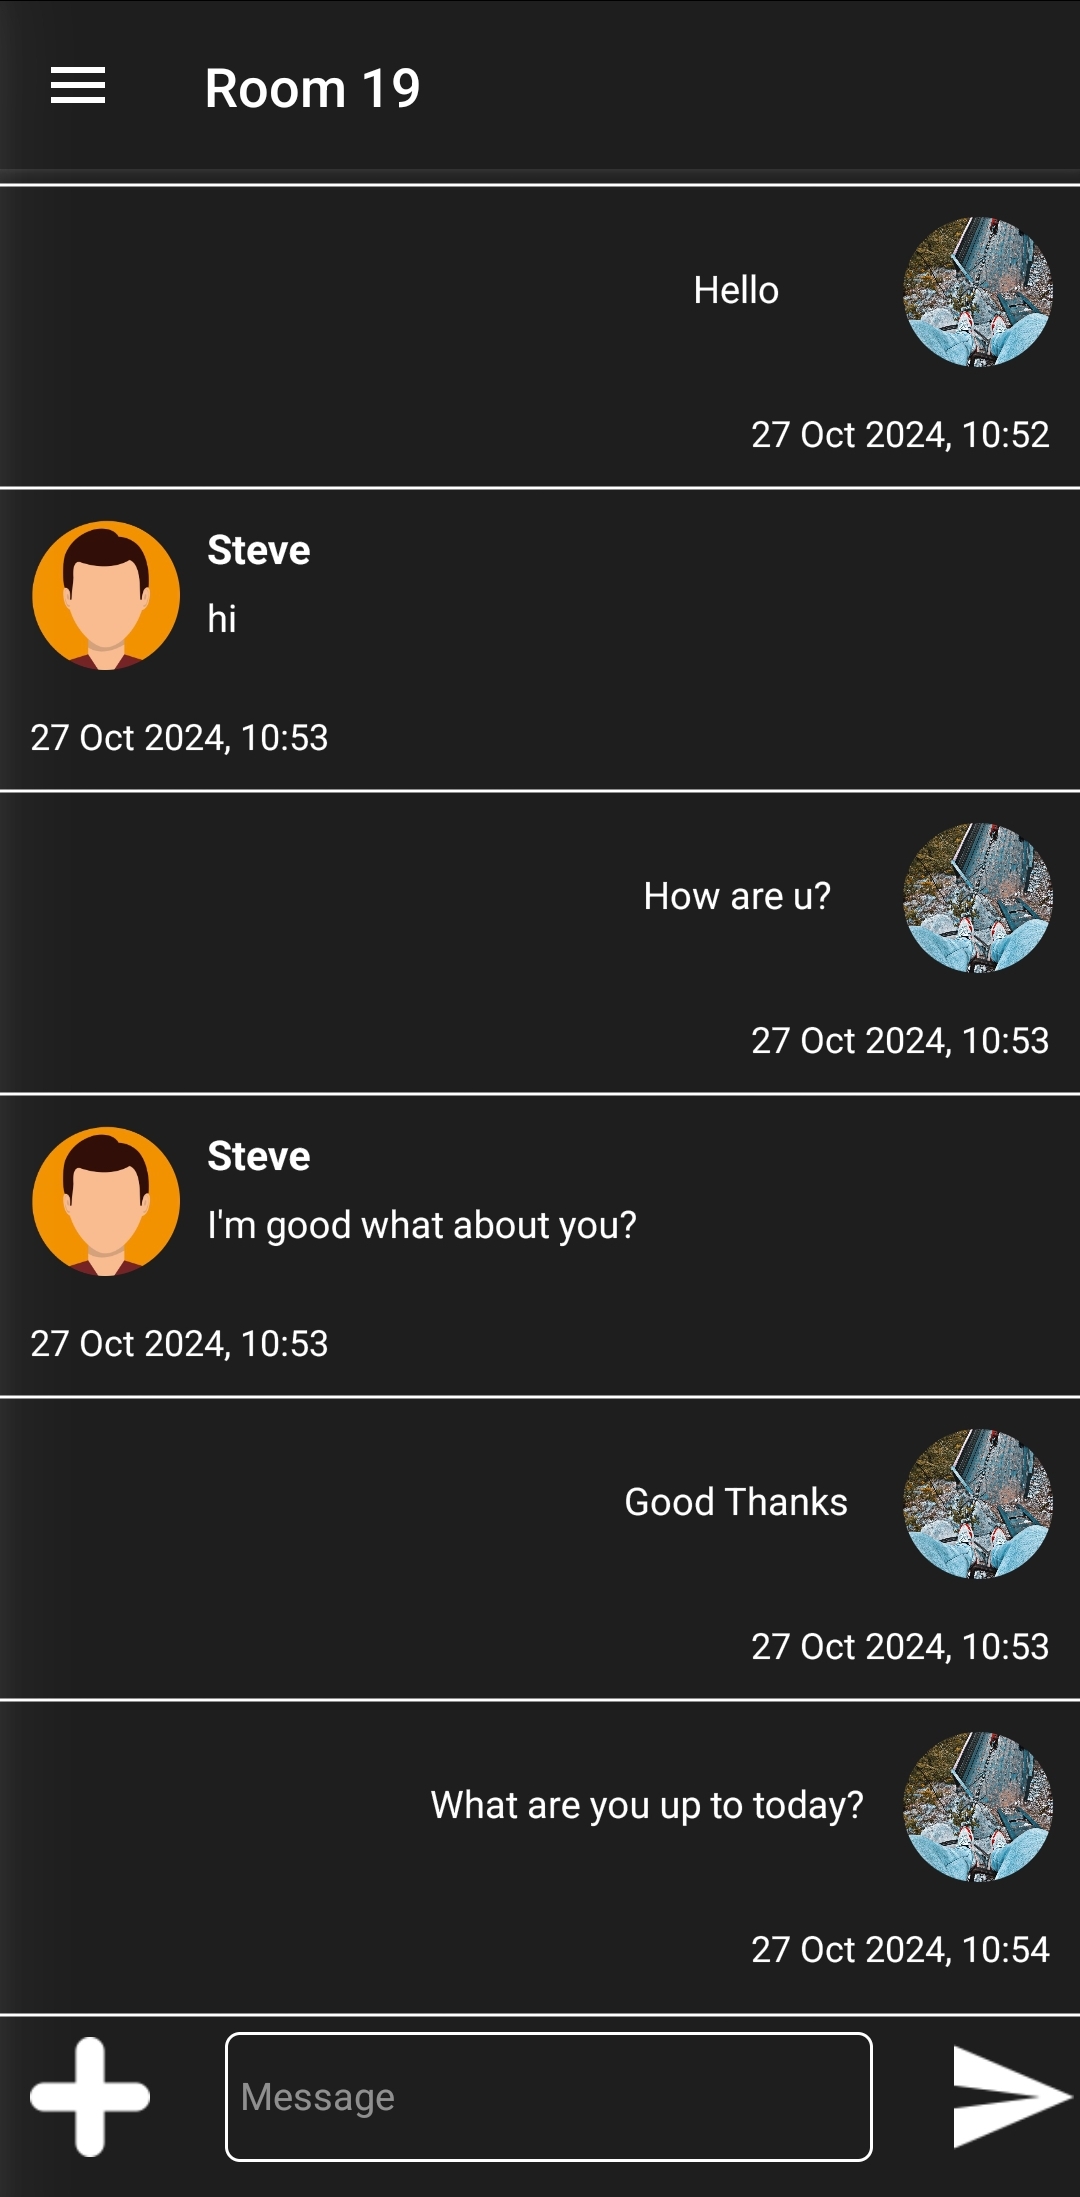 Room 19
Hello
27 Oct 2024, 10:52
Steve
hi
27 Oct 2024, 10:53
How are u?
27 Oct 2024, 10:53
Steve
I'm good what about you?
27 Oct 2024, 10:53
Good Thanks
27 Oct 2024, 10:53
What are you up to today?
27 Oct 2024, 10:54
Message